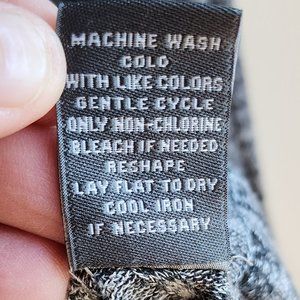 MACHINE WASH
COLD
WITH LIKE COLORS
GENTLE CYCLE
ONLY NON-CHLORINE
BLEACH IF NEEDED
RESHAPE
LAY FLAT TO DRY
COOL IRON
IF NECESSARY